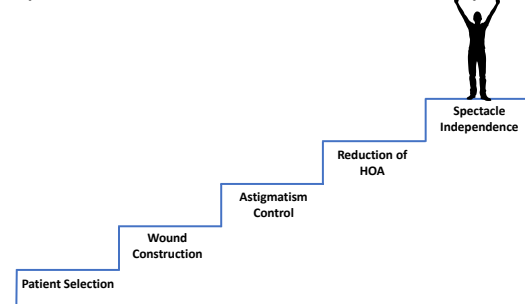 Spectacle
Independence
Reduction of
HOA
Astigmatism
Control
Wound
Construction
Patient Selection